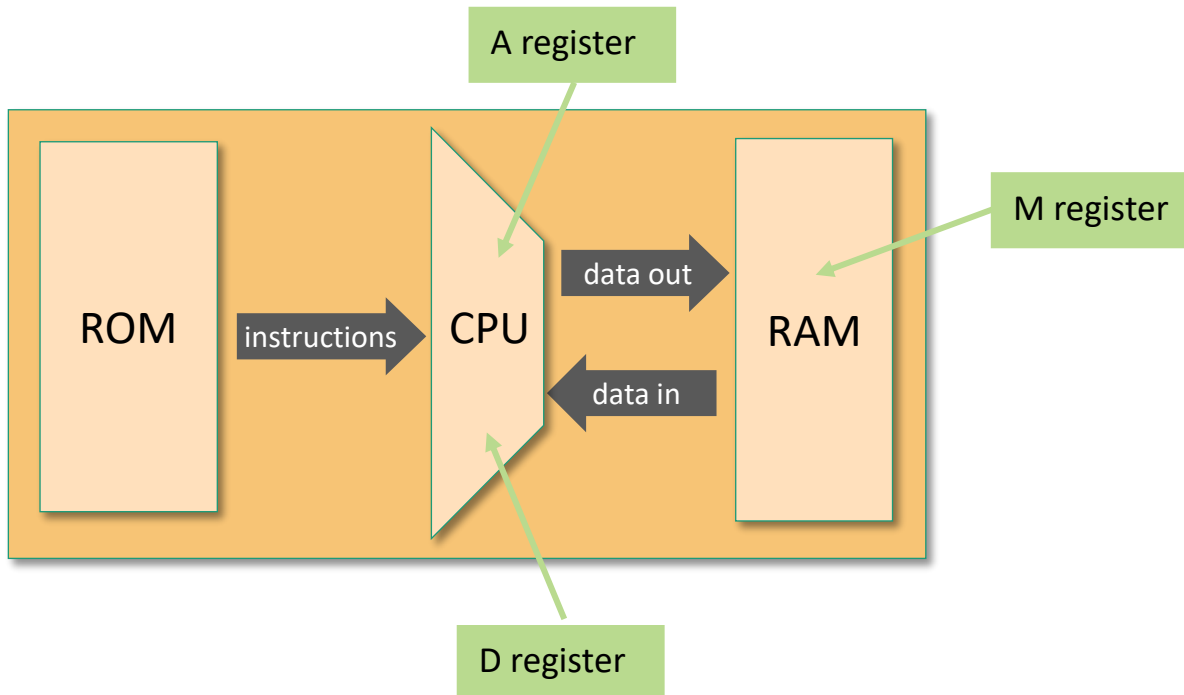 A register
M register
data out
ROM
instructions
CPU
RAM
data in
D register